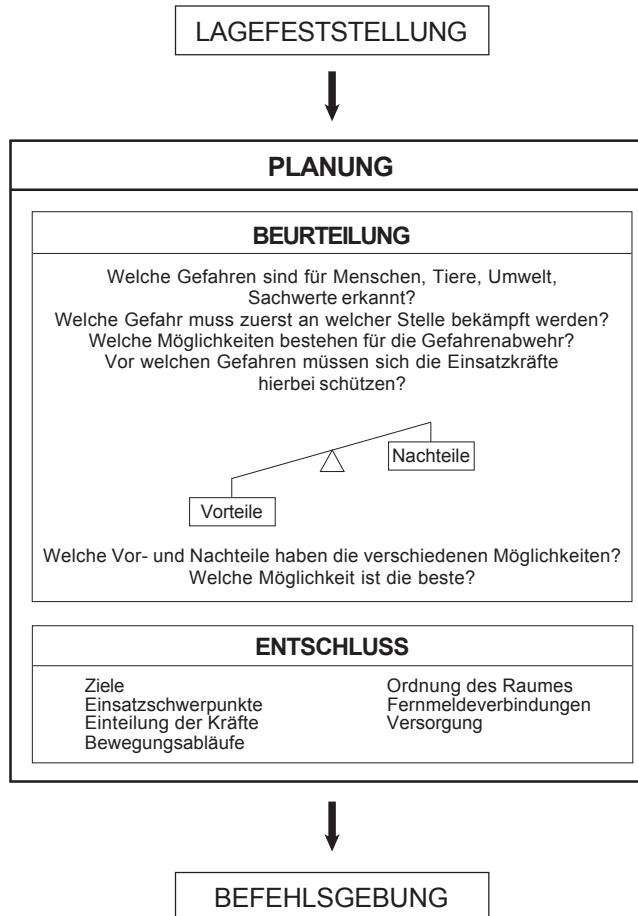 LAGEFESTSTELLUNG
PLANUNG
BEURTEILUNG
Welche Gefahren sind für Menschen, Tiere, Umwelt,
Sachwerte erkannt?
Welche Gefahr muss zuerst an welcher Stelle bekämpft werden?
Welche Möglichkeiten bestehen für die Gefahrenabwehr?
Vor welchen Gefahren müssen sich die Einsatzkräfte
hierbei schützen?
Nachteile
Vorteile
Welche Vor- und Nachteile haben die verschiedenen Möglichkeiten?
Welche Möglichkeit ist die beste?
ENTSCHLUSS
Ziele
Einsatzschwerpunkte
Einteilung der Kräfte
Bewegungsabläufe
Ordnung des Raumes
Fernmeldeverbindungen
Versorgung
BEFEHLSGEBUNG